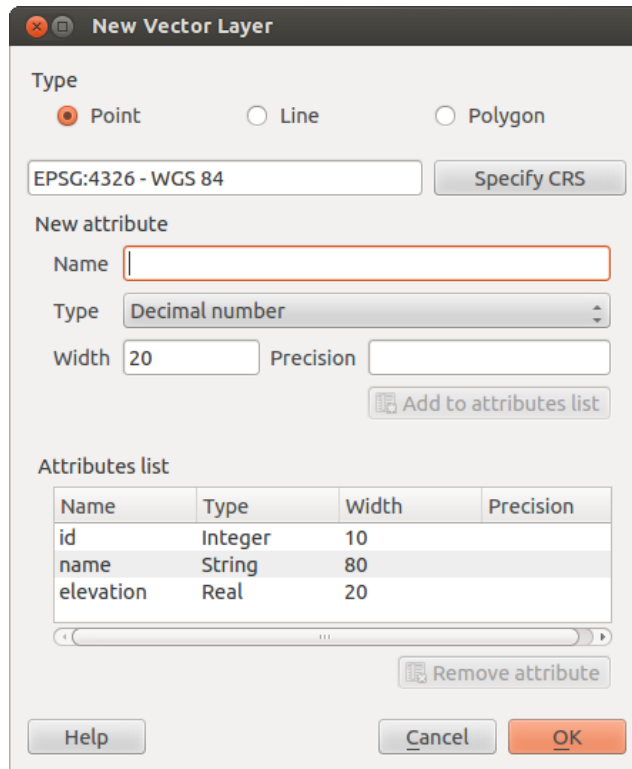 New Vector Layer
Type
Point Line Polygon
EPSG:4326 - WGS 84 Specify CRS
New attribute
Name
Type Decimal number
Width 20 Precision
Add to attributes list
Attributes list
Name Type Width Precision
id Integer 10
name String 80
elevation Real 20
Remove attribute
Help Cancel OK